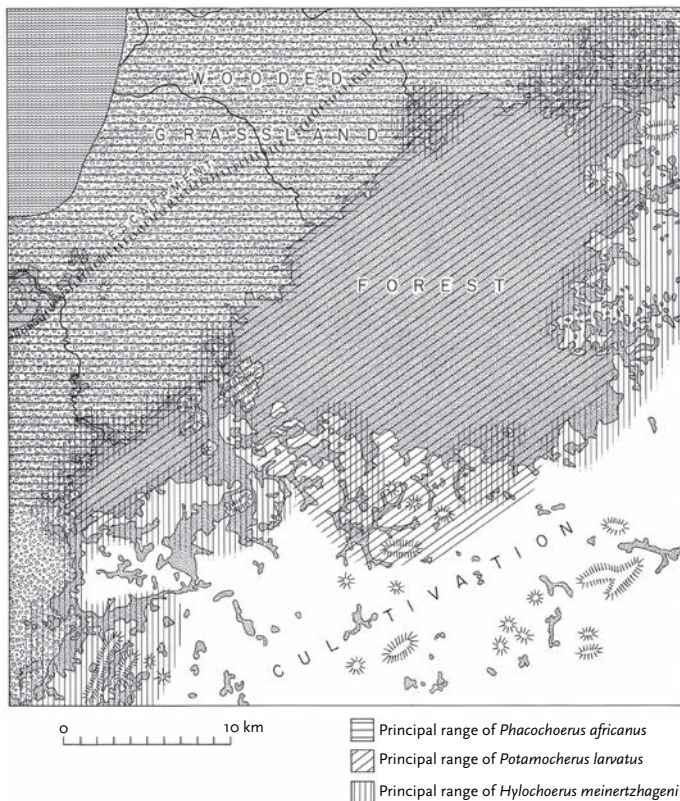 WOODED
GRASSLAND
ESCARPMENT
FOREST
CULTIVATION
0 10 km
Principal range of Phacochoerus africanus
Principal range of Potamocherus larvatus
Principal range of Hylochoerus meinertzhageni